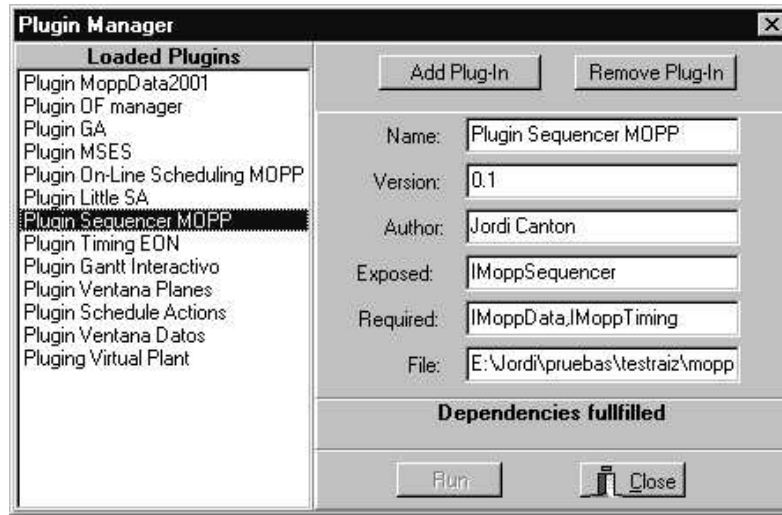 Plugin Manager
Loaded Plugins
Plugin MoppData2001
Plugin OF manager
Plugin GA
Plugin MSES
Plugin On-Line Scheduling MOPP
Plugin Little SA
Plugin Sequencer MOPP
Plugin Timing EON
Plugin Gantt Interactivo
Plugin Ventana Planes
Plugin Schedule Actions
Plugin Ventana Datos
Pluging Virtual Plant
Add Plug-In Remove Plug-In
Name: Plugin Sequencer MOPP
Version: 0.1
Author: Jordi Canton
Exposed: IMoppSequencer
Required: IMoppData,IMoppTiming
File: E:\Jordi\pruebas\testraiz\mopp
Dependencies fullfilled
Run Close